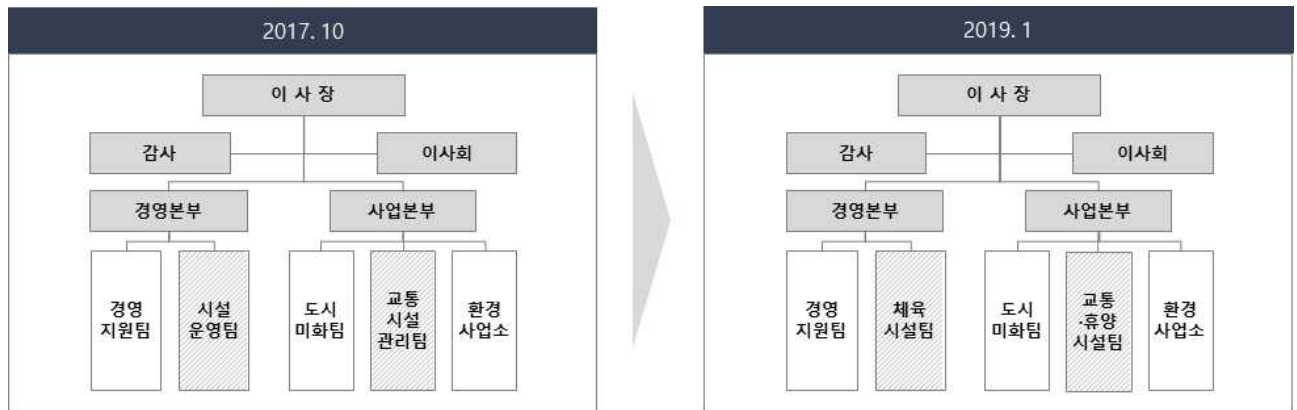 2017. 10
이 사 장
감사
이사회
경영본부
사업본부
경영
지원팀
시설
운영팀
도시
미화팀
교통
시설
관리팀
환경
사업소
2019. 1
이 사 장
감사
이사회
경영본부
사업본부
경영
지원팀
체육
시설팀
도시
미화팀
교통
·휴양
시설팀
환경
사업소